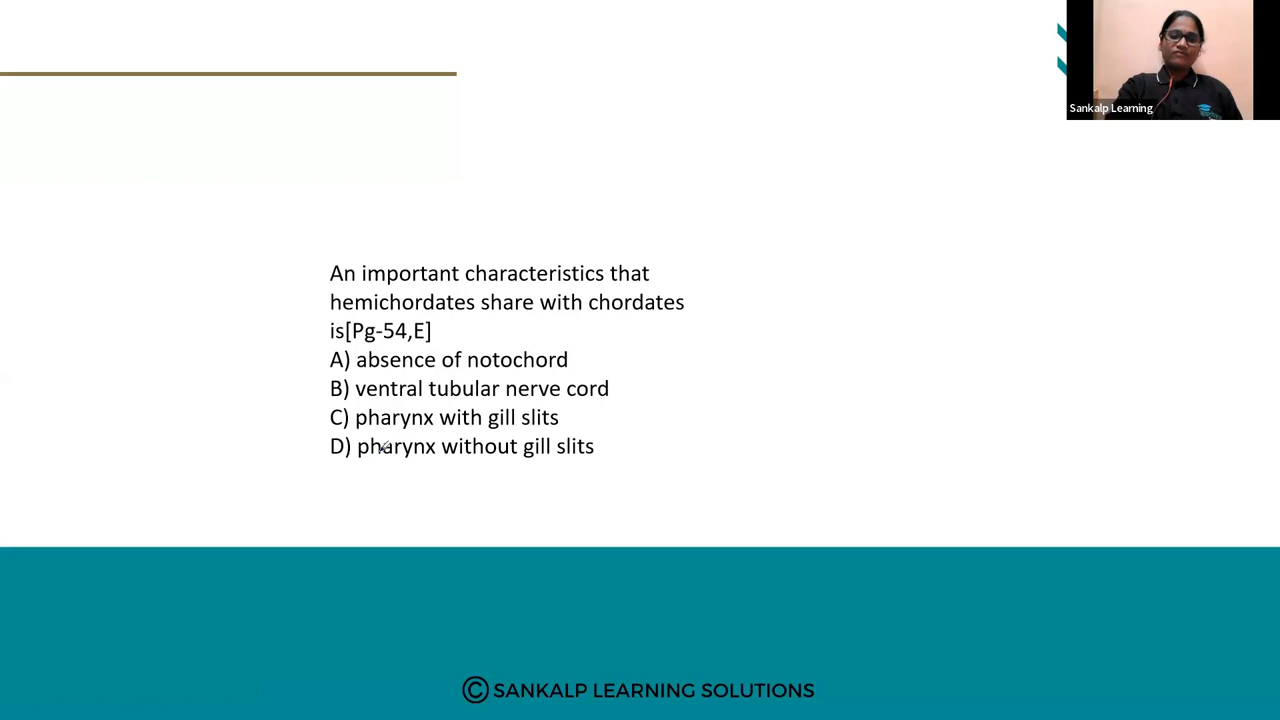 Sankalp Learning
An important characteristics that
hemichordates share with chordates
is[Pg-54,E]
A) absence of notochord
B) ventral tubular nerve cord
C) pharynx with gill slits
D) pharynx without gill slits
© SANKALP LEARNING SOLUTIONS